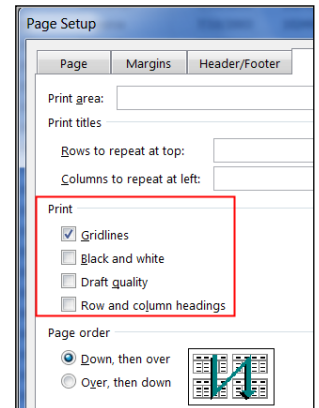 Page Setup
Page Margins Header/Footer
Print area:
Print titles
Rows to repeat at top:
Columns to repeat at left:
Print
Gridlines
Black and white
Draft quality
Row and column headings
Page order
Down, then over
Over, then down